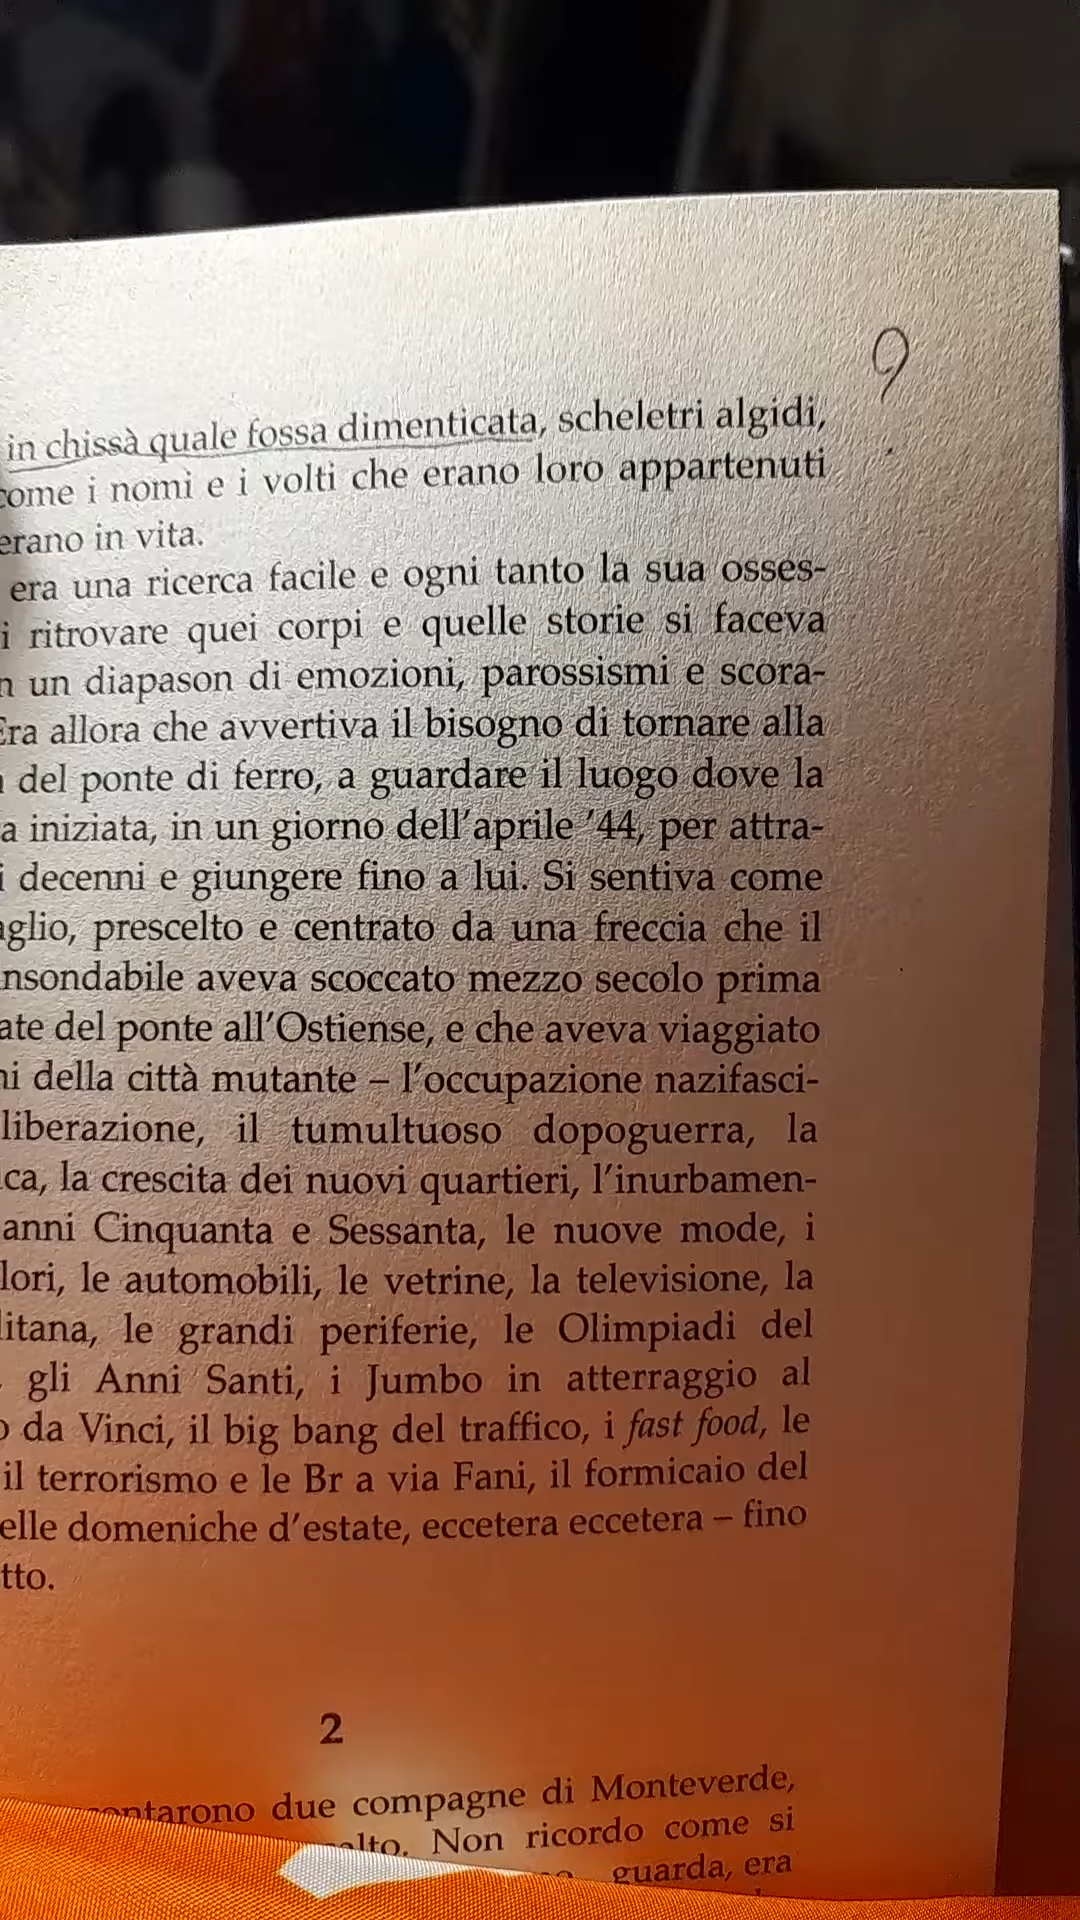 9
in chissà quale fossa dimenticata, scheletri algidi,
come i nomi e i volti che erano loro appartenuti
erano in vita.
era una ricerca facile e ogni tanto la sua osses-
i ritrovare quei corpi e quelle storie si faceva
n un diapason di emozioni, parossismi e scora-
Era allora che avvertiva il bisogno di tornare alla
del ponte di ferro, a guardare il luogo dove la
a iniziata, in un giorno dell'aprile '44, per attra-
i decenni e giungere fino a lui. Si sentiva come
aglio, prescelto e centrato da una freccia che il
nsondabile aveva scoccato mezzo secolo prima
ate del ponte all'Ostiense, e che aveva viaggiato
ni della città mutante – l'occupazione nazifasci-
liberazione, il tumultuoso dopoguerra, la
ca, la crescita dei nuovi quartieri, l'inurbamen-
anni Cinquanta e Sessanta, le nuove mode, i
lori, le automobili, le vetrine, la televisione, la
litana, le grandi periferie, le Olimpiadi del
gli Anni Santi, i Jumbo in atterraggio al
o da Vinci, il big bang del traffico, i fast food, le
il terrorismo e le Br a via Fani, il formicaio del
elle domeniche d'estate, eccetera eccetera – fino
tto.
2
ontarono due compagne di Monteverde,
alto. Non ricordo come si
guarda, era